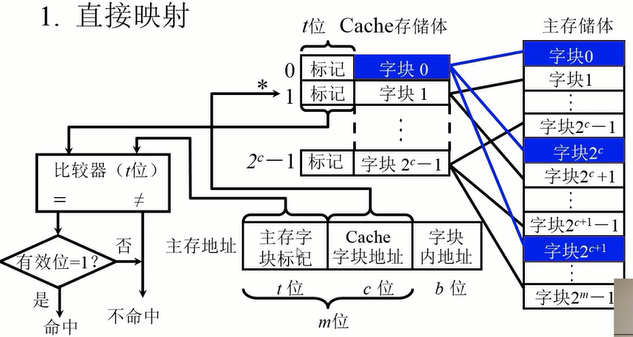 1. 直接映射
t位 Cache存储体
主存储体
0 标记 字块 0
* 1 标记 字块 1
⋮
2^c−1 标记 字块 2^c−1
字块0
字块1
⋮
字块2^c−1
字块2^c
字块2^c+1
⋮
字块2^{c+1}−1
字块2^{c+1}
⋮
字块2^m−1
比较器（t位）
= ≠
有效位=1? 否
是
命中
不命中
主存地址
主存字
块标记
Cache
字块地址
字块
内地址
t 位 c 位 b 位
m位